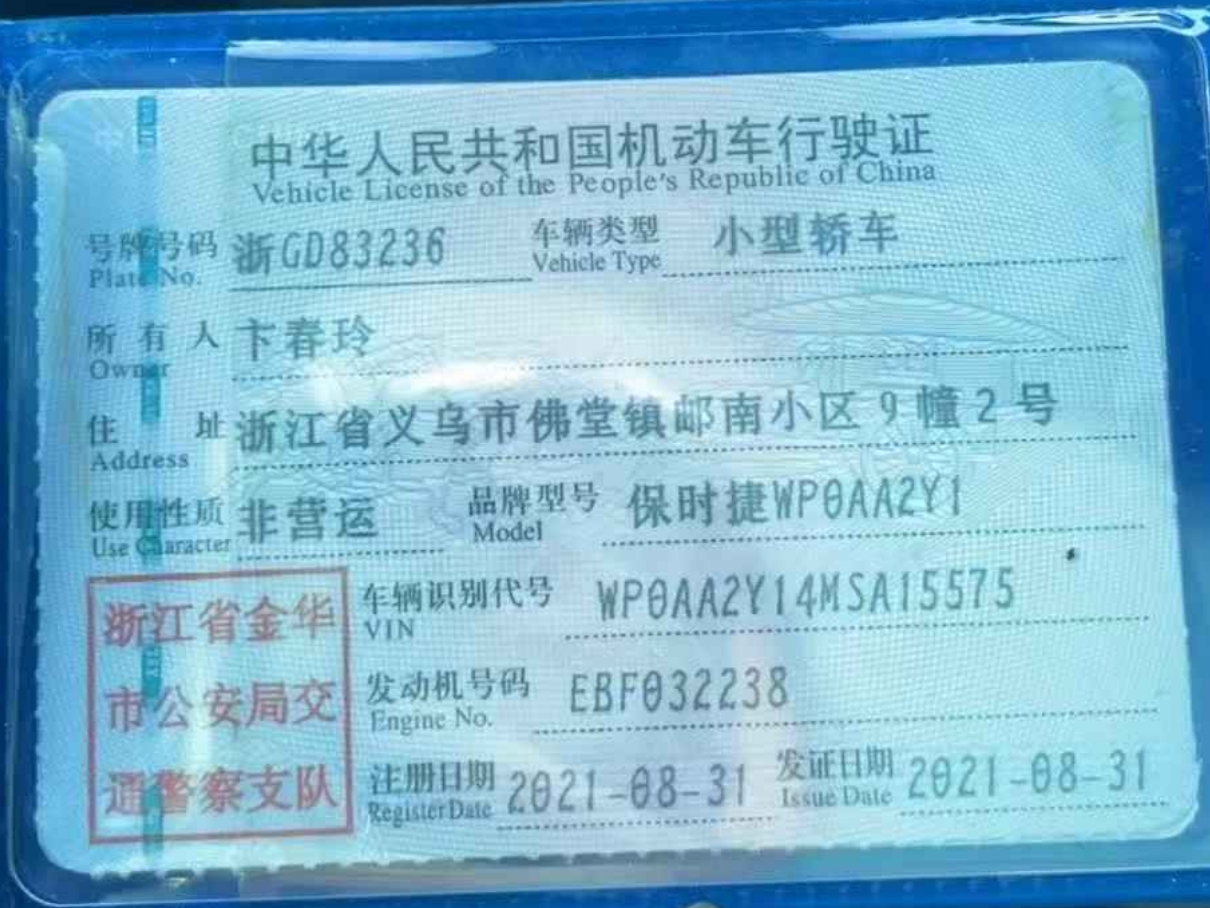 中华人民共和国机动车行驶证
Vehicle License of the People's Republic of China
号牌号码 浙GD83236 车辆类型 小型轿车
Plate No. Vehicle Type
所有人 卞春玲
Owner
住址 浙江省义乌市佛堂镇邮南小区9幢2号
Address
使用性质 非营运 品牌型号 保时捷WP0AA2Y1
Use Character Model
浙江省金华
市公安局交
通警察支队
车辆识别代号 WP0AA2Y14MSA15575
VIN
发动机号码 EBF032238
Engine No.
注册日期 2021-08-31 发证日期 2021-08-31
Register Date Issue Date